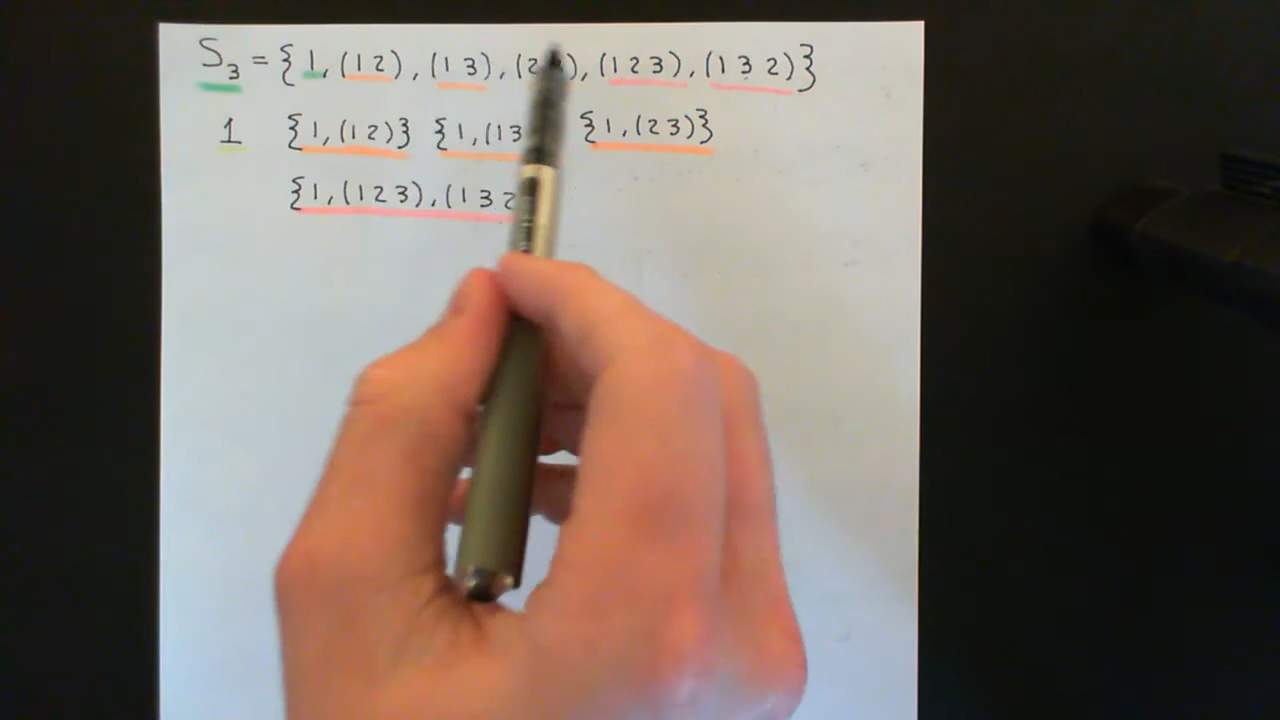 S₃ = {1, (1 2), (1 3), (2 ), (1 2 3), (1 3 2)}
1 {1, (1 2)} {1, (1 3 {1, (2 3)}
{1, (1 2 3), (1 3 2